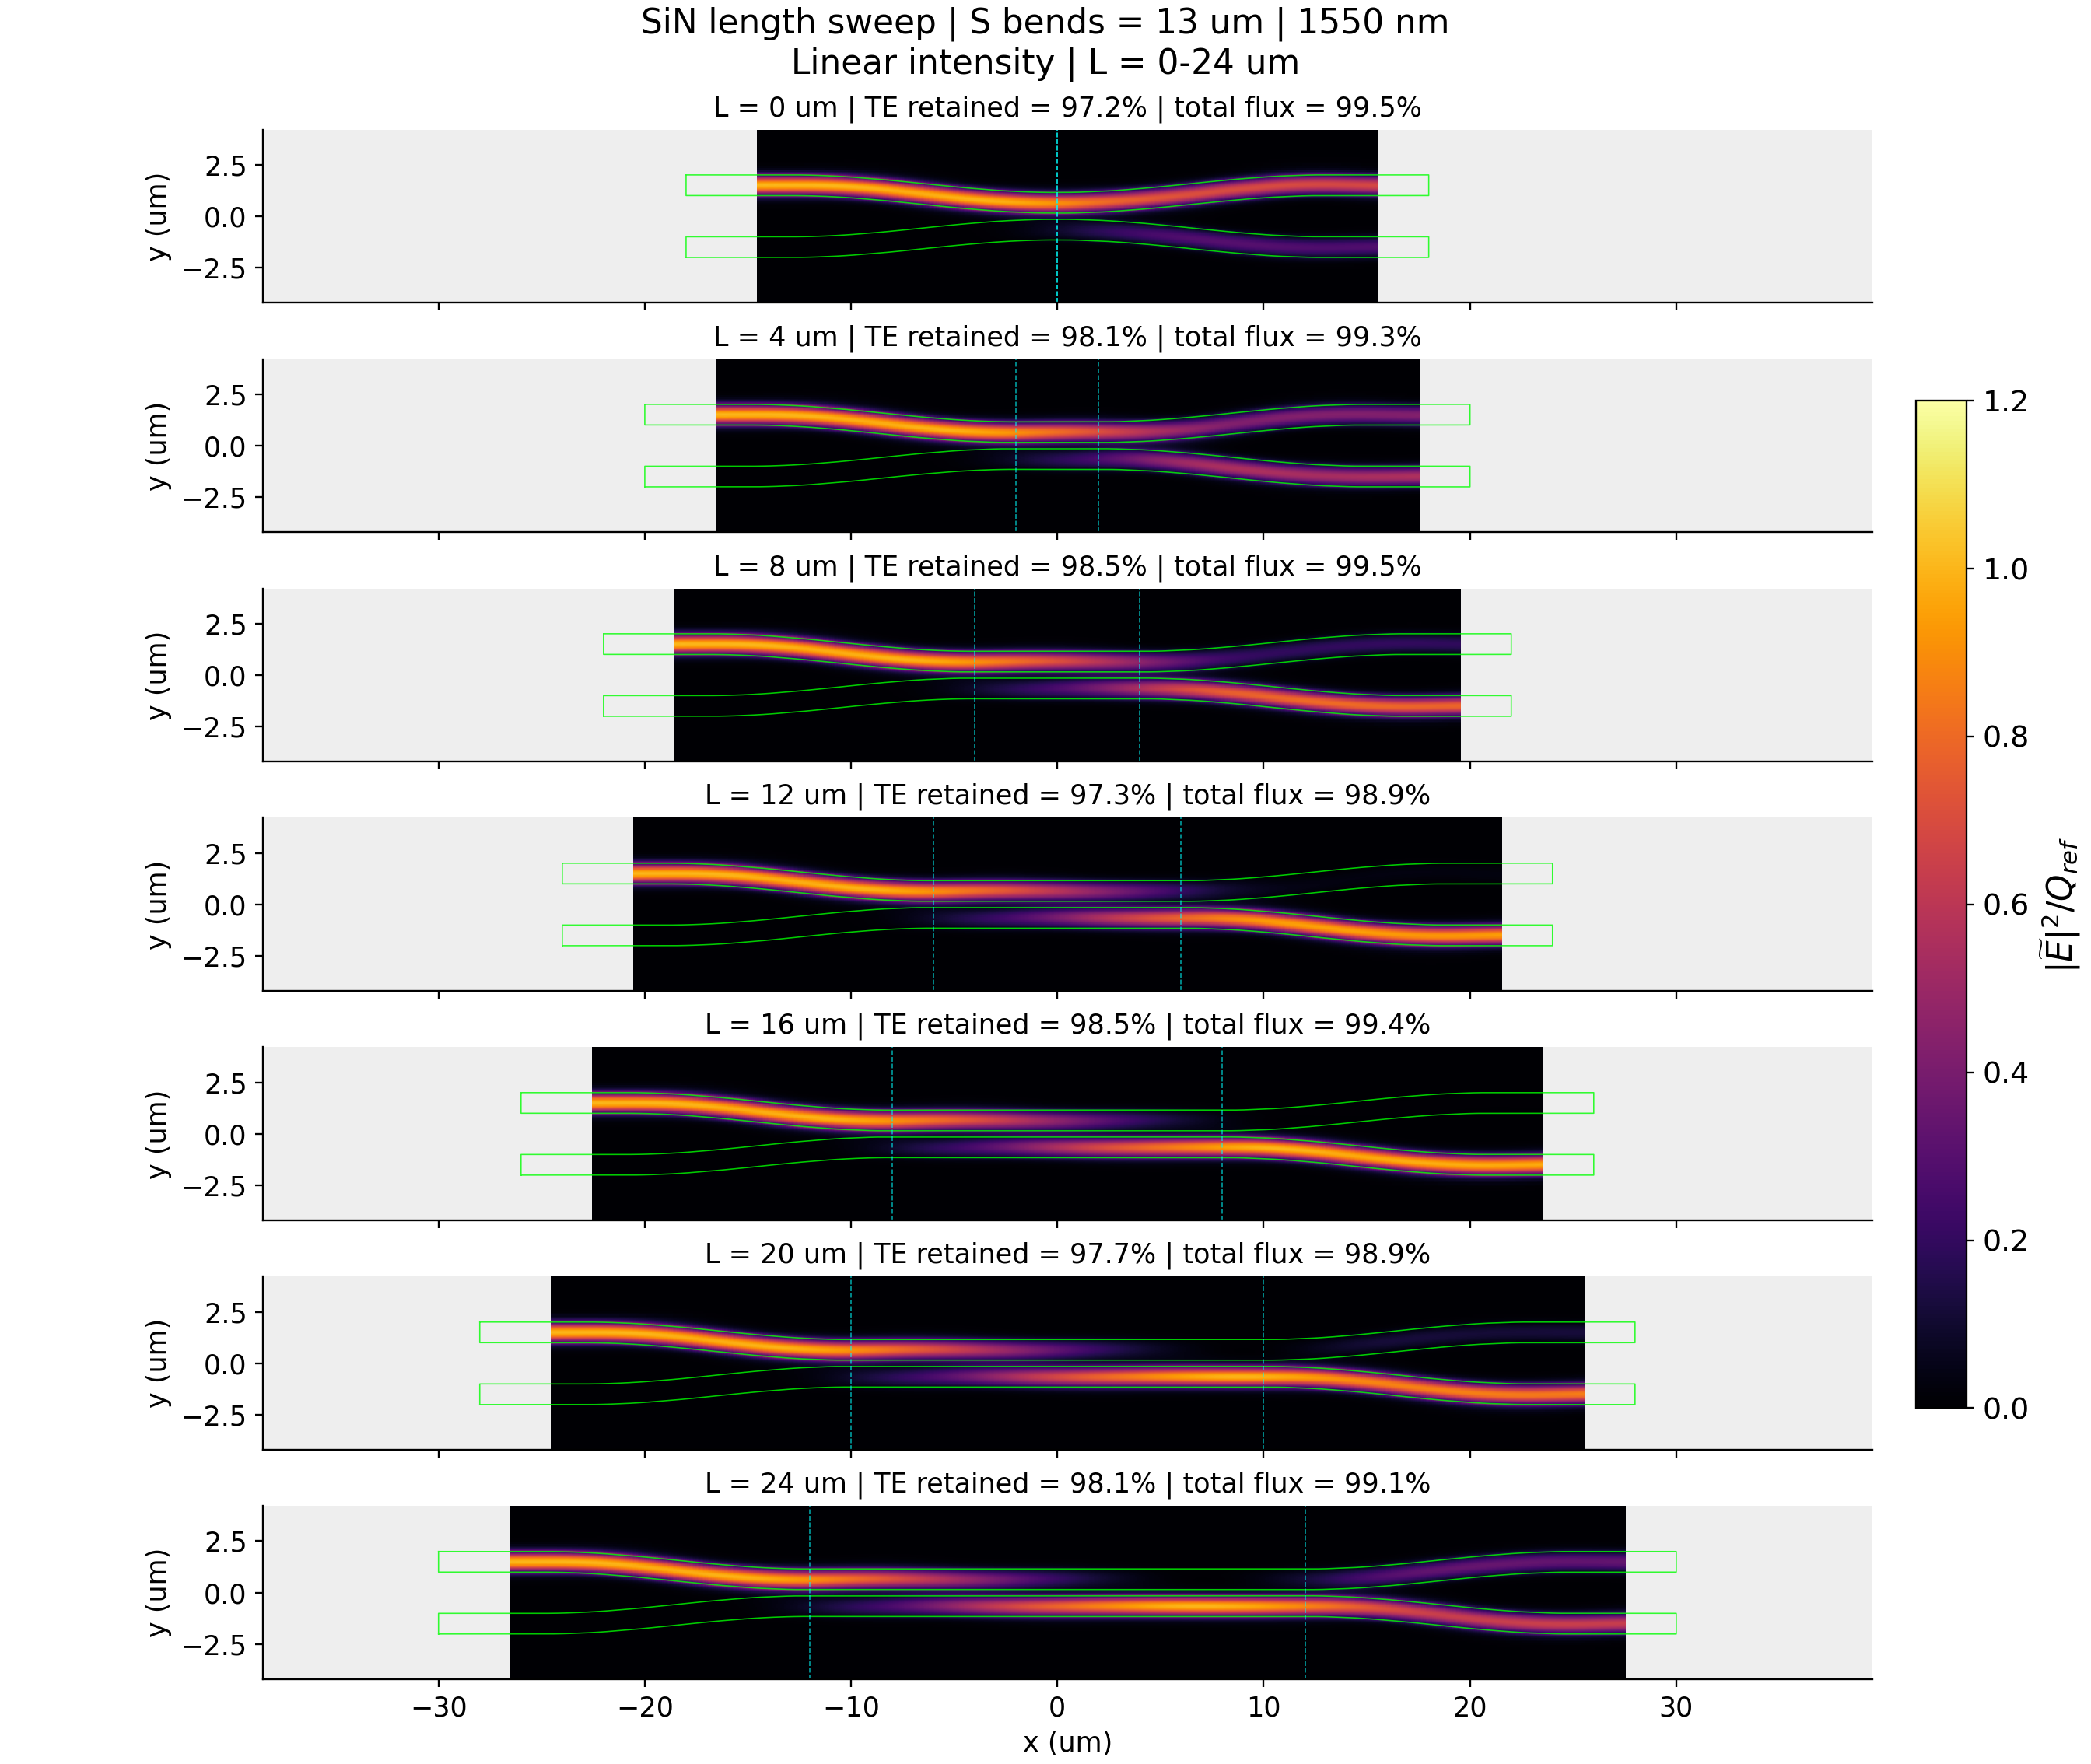 SiN length sweep | S bends = 13 um | 1550 nm
Linear intensity | L = 0-24 um
L = 0 um | TE retained = 97.2% | total flux = 99.5%
2.5
0.0
−2.5
y (um)
L = 4 um | TE retained = 98.1% | total flux = 99.3%
2.5
0.0
−2.5
y (um)
L = 8 um | TE retained = 98.5% | total flux = 99.5%
2.5
0.0
−2.5
y (um)
L = 12 um | TE retained = 97.3% | total flux = 98.9%
2.5
0.0
−2.5
y (um)
L = 16 um | TE retained = 98.5% | total flux = 99.4%
2.5
0.0
−2.5
y (um)
L = 20 um | TE retained = 97.7% | total flux = 98.9%
2.5
0.0
−2.5
y (um)
L = 24 um | TE retained = 98.1% | total flux = 99.1%
2.5
0.0
−2.5
y (um)
−30 −20 −10 0 10 20 30
x (um)
1.2
1.0
0.8
0.6
0.4
0.2
0.0
|Ẽ|²/Q_ref